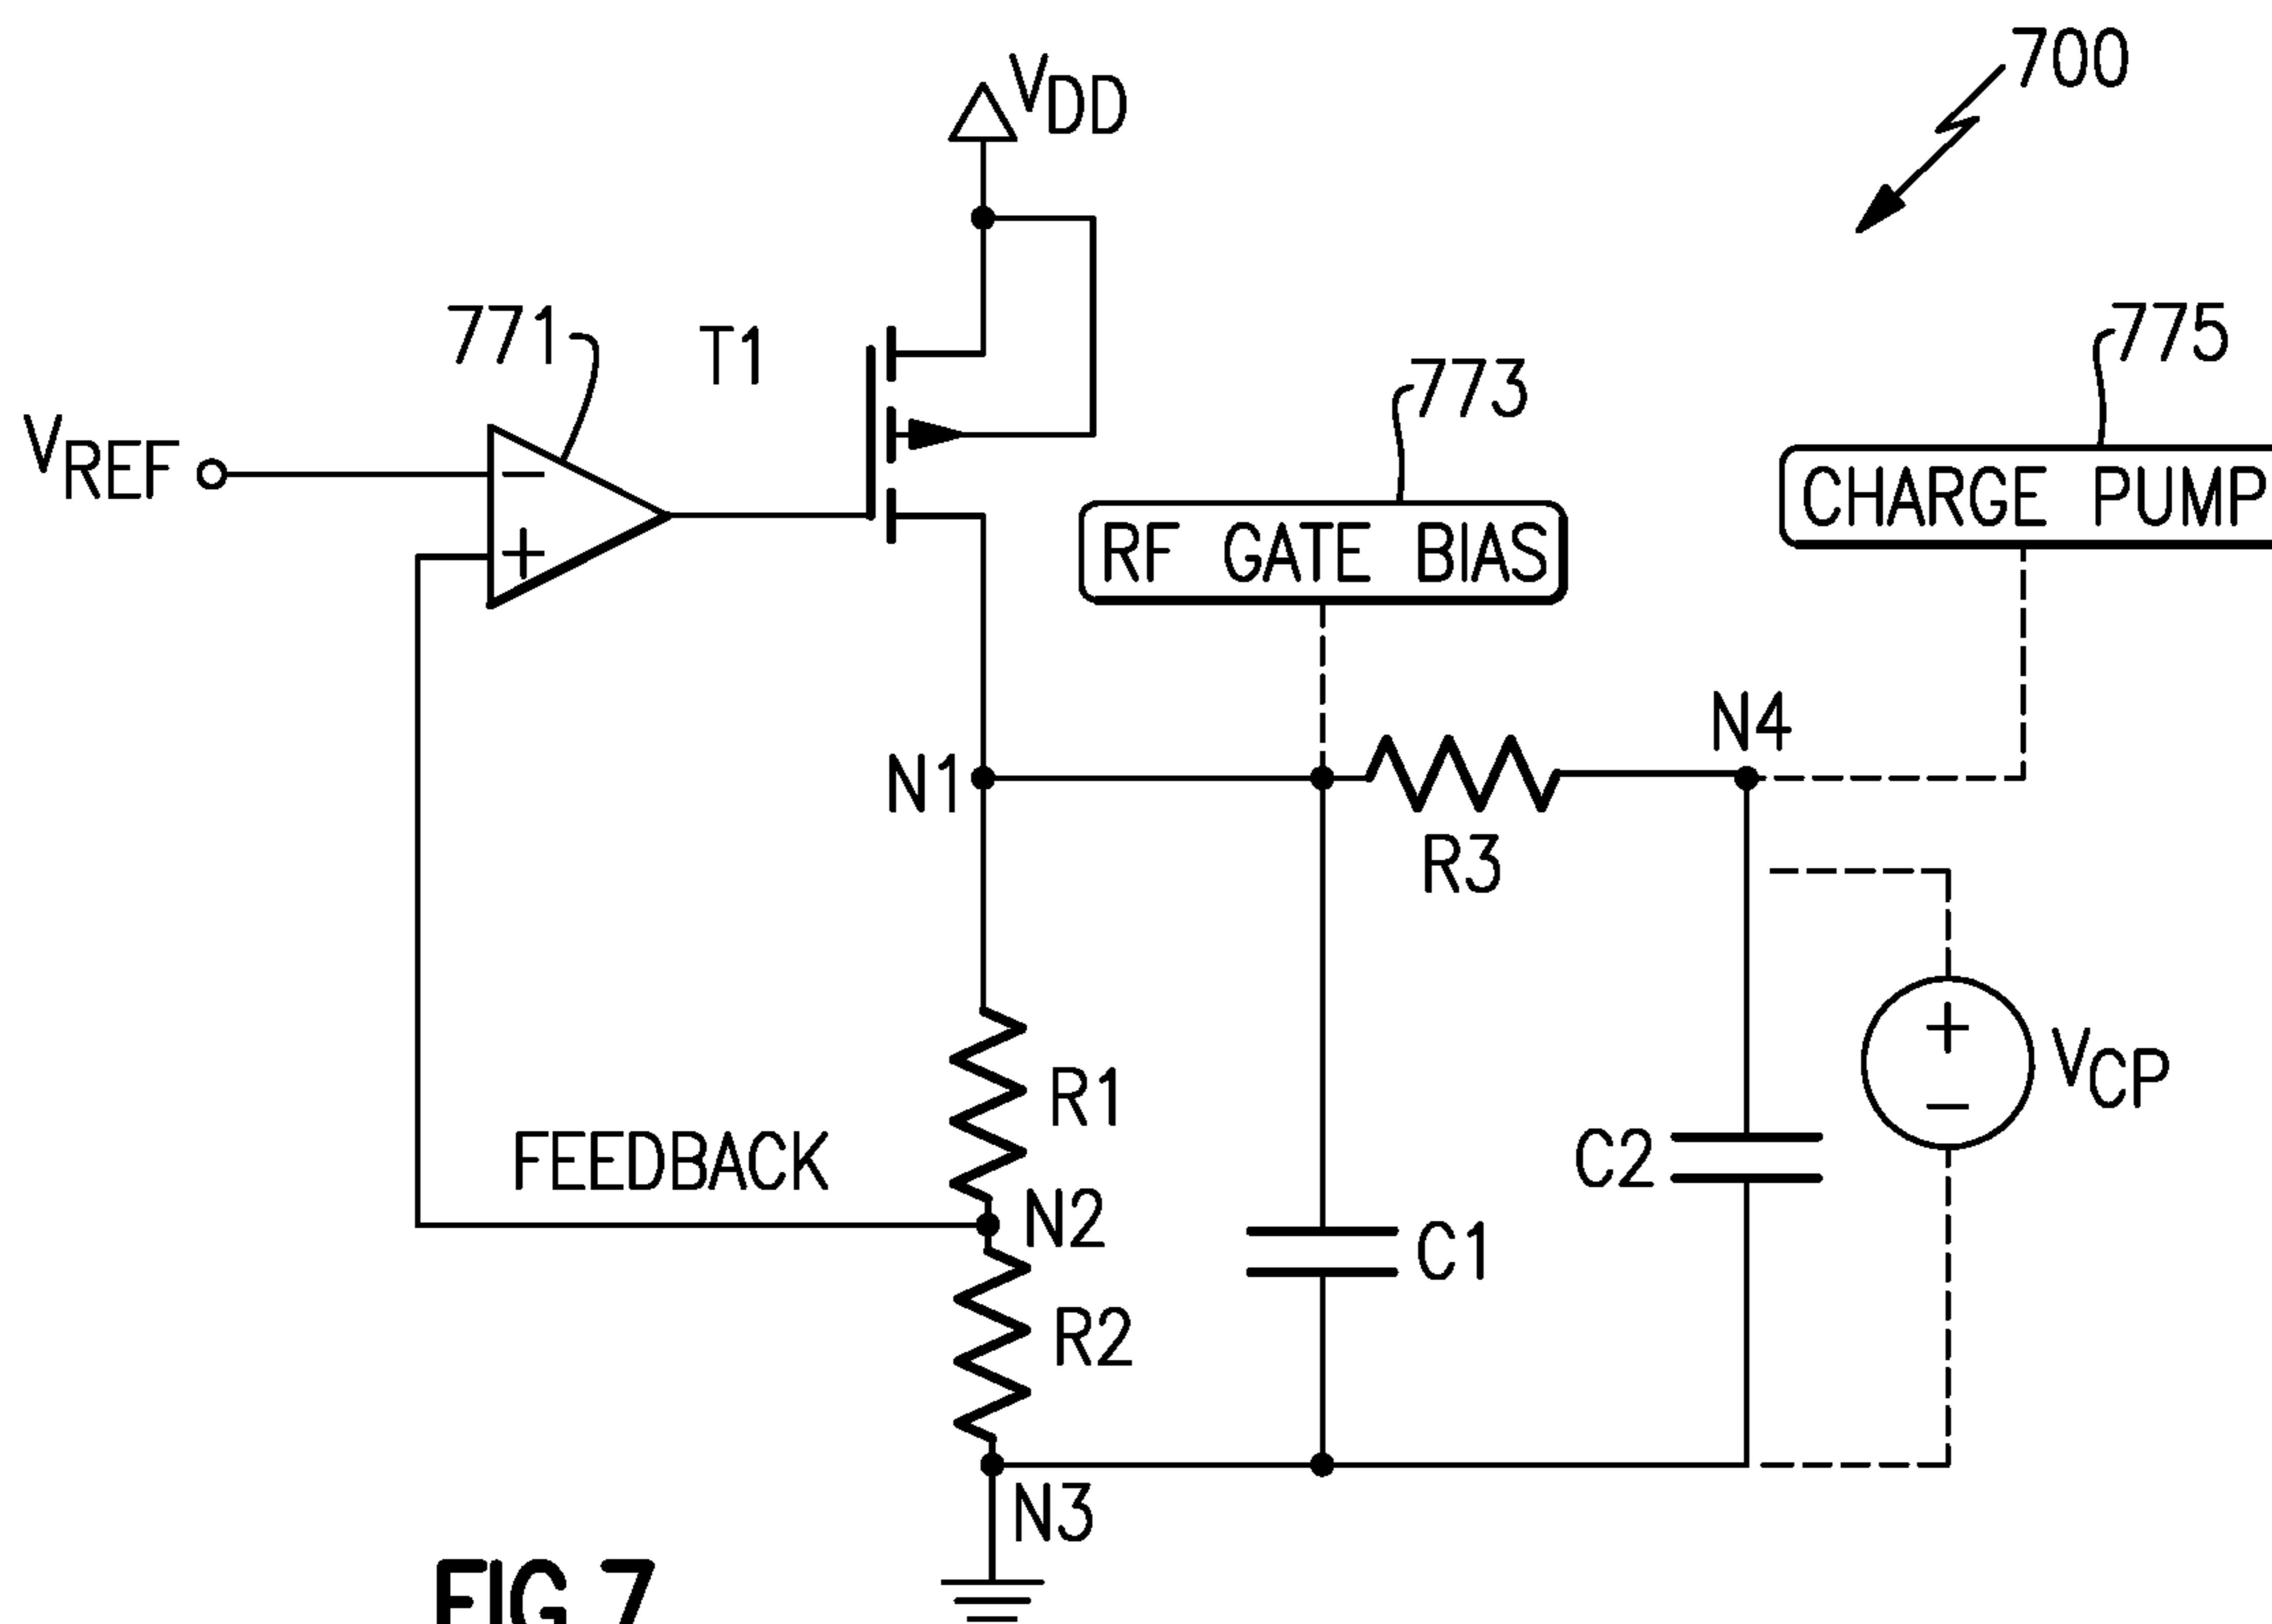 700
VDD
771
T1
775
773
VREF
−
+
RF GATE BIAS
CHARGE PUMP
N1
N4
R3
R1
+
−
VCP
FEEDBACK
N2
C2
C1
R2
N3
FIG.7